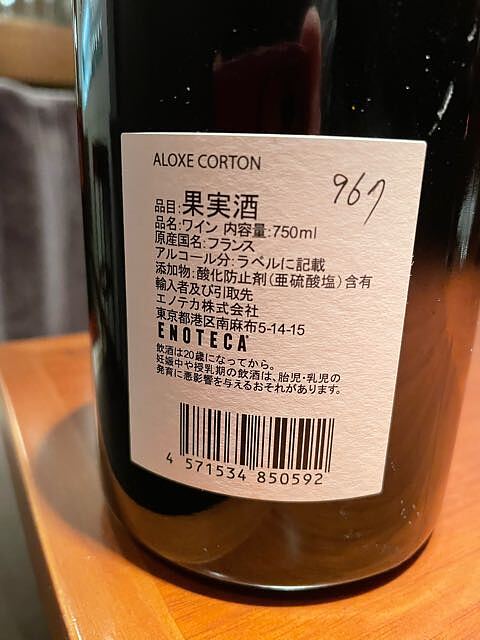 ALOXE CORTON
967
品目:果実酒
品名:ワイン 内容量:750ml
原産国名:フランス
アルコール分:ラベルに記載
添加物:酸化防止剤(亜硫酸塩)含有
輸入者及び引取先
エノテカ株式会社
東京都港区南麻布5-14-15
ENOTECA
飲酒は20歳になってから。
妊娠中や授乳期の飲酒は、胎児・乳児の
発育に悪影響を与えるおそれがあります。
4 571534 850592